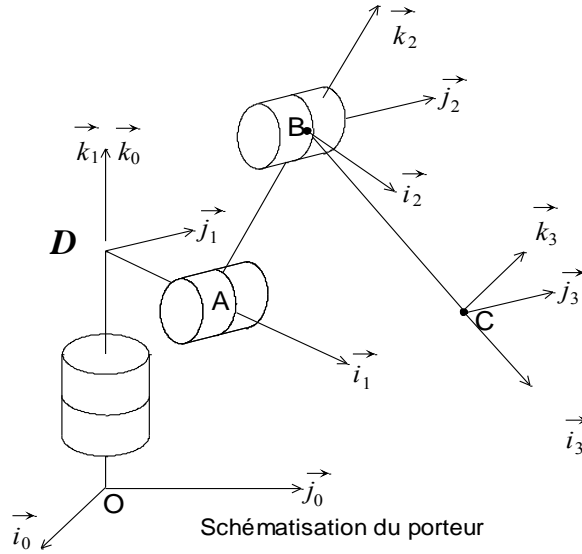 k₂
B
j₂
k₁ k₀
i₂
D
j₁
k₃
j₃
A
C
i₁
i₃
O
j₀
i₀
Schématisation du porteur